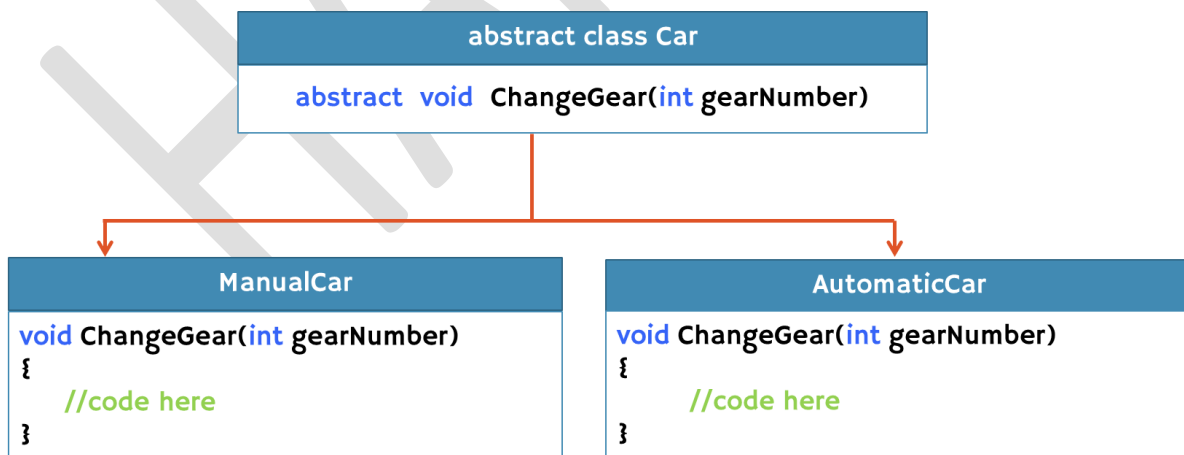 abstract class Car
abstract void ChangeGear(int gearNumber)
ManualCar
void ChangeGear(int gearNumber)
{
//code here
}
AutomaticCar
void ChangeGear(int gearNumber)
{
//code here
}